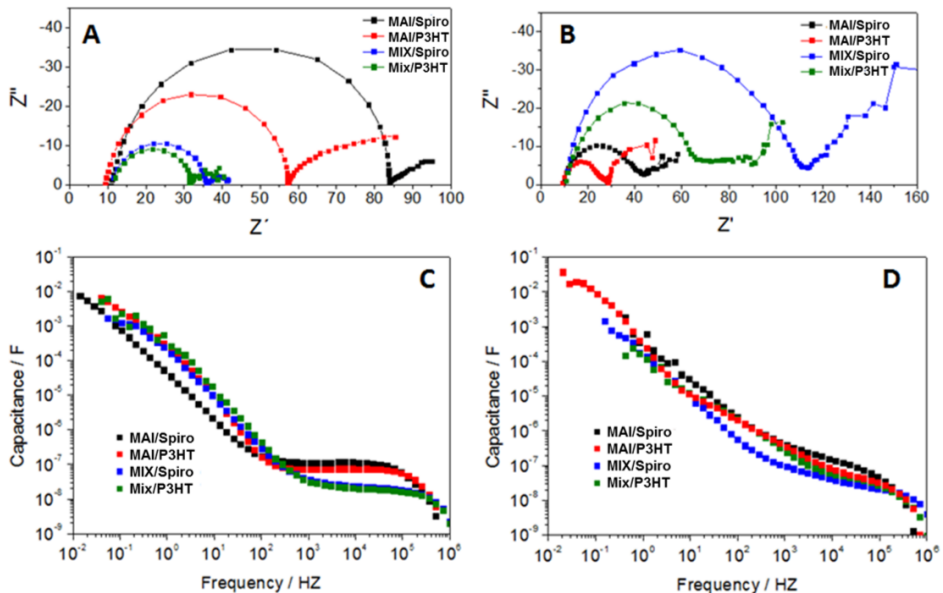 A
MAI/Spiro
MAI/P3HT
MIX/Spiro
Mix/P3HT
Z"
-40
-30
-20
-10
0
0 10 20 30 40 50 60 70 80 90 100
Z´
B
MAI/Spiro
MAI/P3HT
MIX/Spiro
Mix/P3HT
Z"
-40
-30
-20
-10
0
20 40 60 80 100 120 140 160
Z'
C
MAI/Spiro
MAI/P3HT
MIX/Spiro
Mix/P3HT
Capacitance / F
10⁻¹
10⁻²
10⁻³
10⁻⁴
10⁻⁵
10⁻⁶
10⁻⁷
10⁻⁸
10⁻⁹
10⁻² 10⁻¹ 10⁰ 10¹ 10² 10³ 10⁴ 10⁵ 10⁶
Frequency / HZ
D
MAI/Spiro
MAI/P3HT
MIX/Spiro
Mix/P3HT
Capacitance / F
10⁻¹
10⁻²
10⁻³
10⁻⁴
10⁻⁵
10⁻⁶
10⁻⁷
10⁻⁸
10⁻⁹
10⁻² 10⁻¹ 10⁰ 10¹ 10² 10³ 10⁴ 10⁵ 10⁶
Frequency / HZ